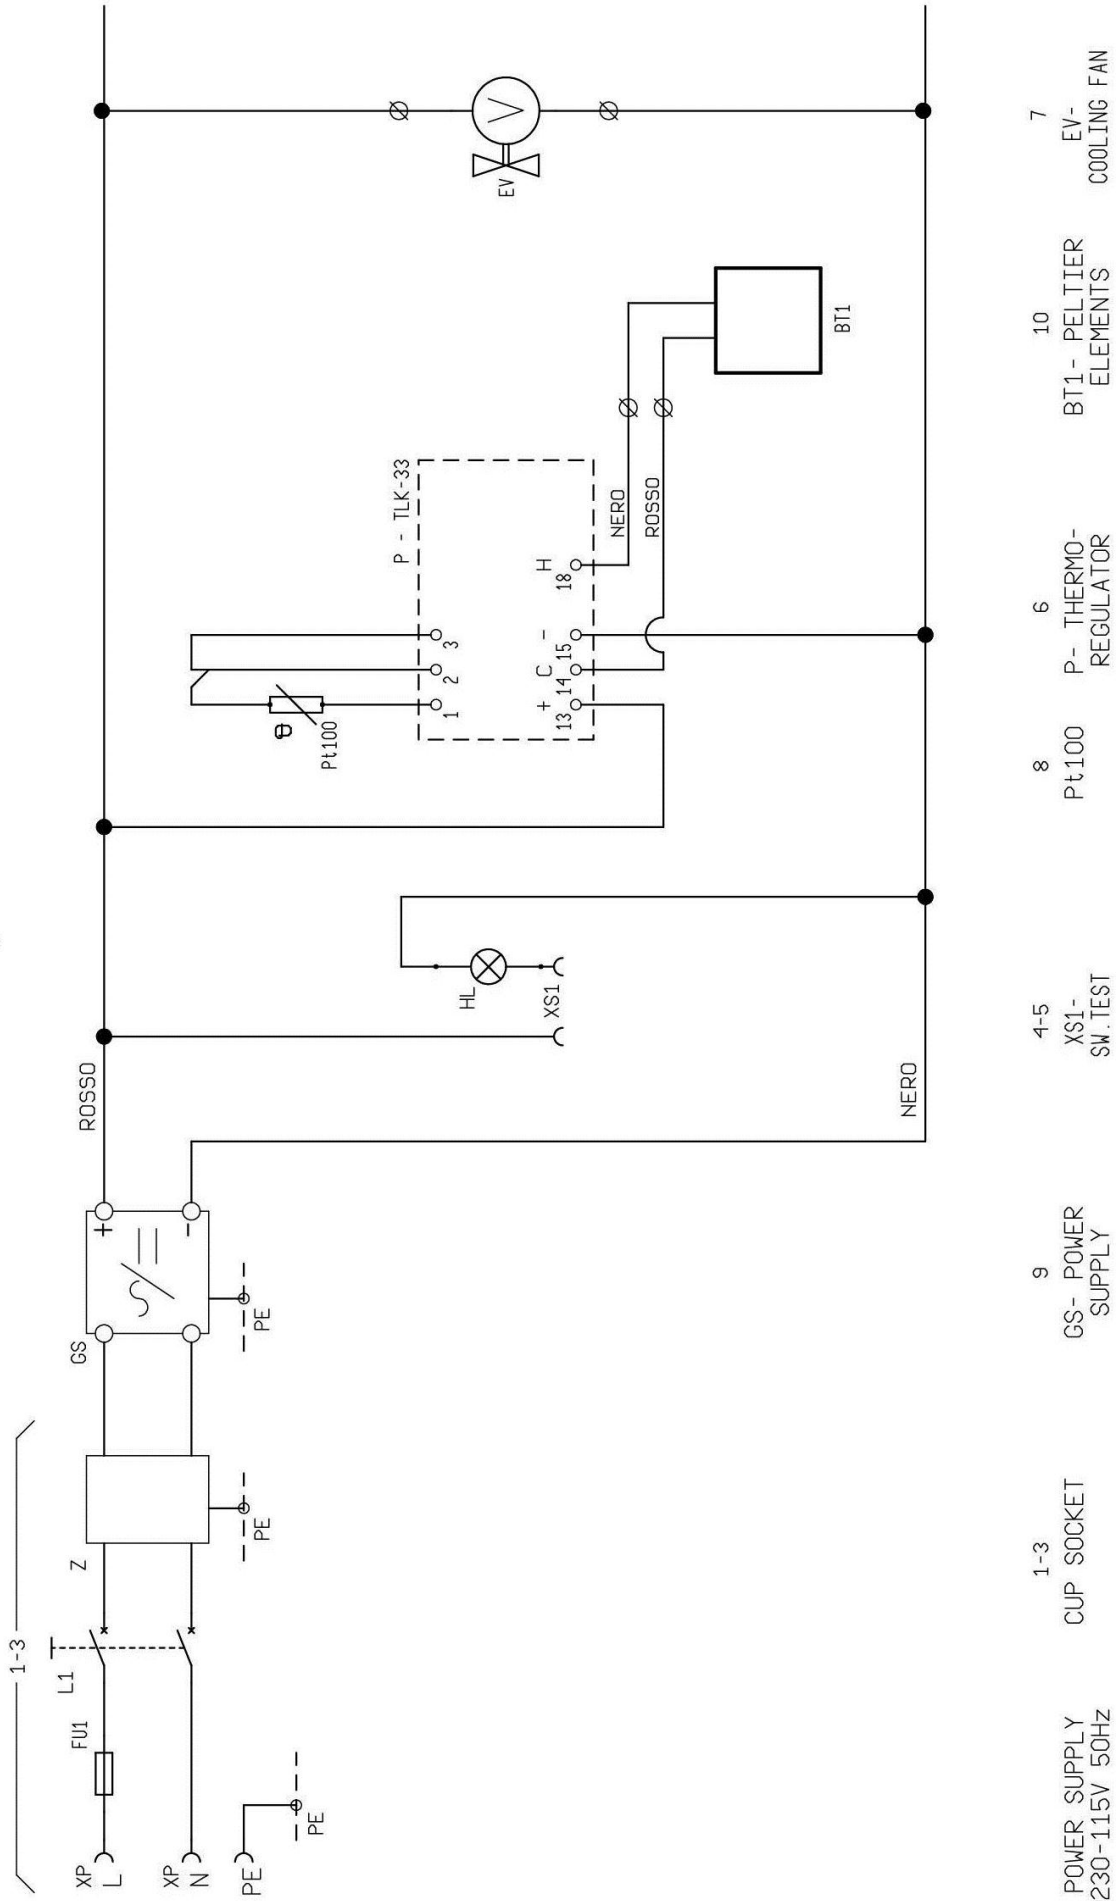 1-3
XP
L
XP
N
PE
PE
FU1
L1
Z
PE
GS
+
-
PE
ROSSO
NERO
HL
XS1
Pt100
P - TLK-33
1
2
3
+
C
-
H
13
14
15
18
NERO
ROSSO
BT1
EV
V
POWER SUPPLY
230-115V 50Hz
1-3
CUP SOCKET
9
GS- POWER
SUPPLY
4-5
XS1-
SW.TEST
8
Pt100
6
P- THERMO-
REGULATOR
10
BT1- PELTIER
ELEMENTS
7
EV-
COOLING FAN